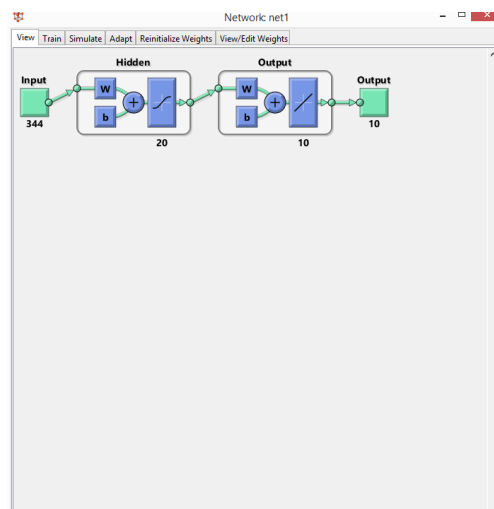 Network: net1
View Train Simulate Adapt Reinitialize Weights View/Edit Weights
Hidden Output
Input Output
W W
b b
344 10
20 10